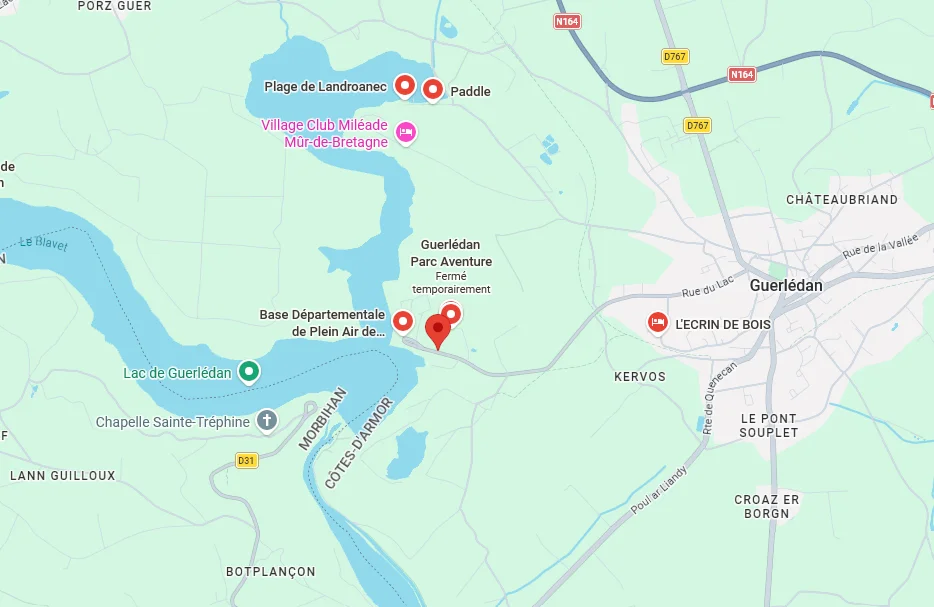 PORZ GUER
N164
D767
N164
Plage de Landroanec
Paddle
D767
Village Club Miléade
Mûr-de-Bretagne
de
n
CHÂTEAUBRIAND
Le Blavet
Rue de la Vallée
Guerlédan
Parc Aventure
Fermé
temporairement
Rue du Lac
Guerlédan
N
Base Départementale
de Plein Air de...
L'ECRIN DE BOIS
Lac de Guerlédan
KERVOS
Rte de Quenecan
Chapelle Sainte-Tréphine
MORBIHAN
CÔTES-D'ARMOR
LE PONT
SOUPLET
F
D31
LANN GUILLOUX
Poul ar Liandy
CROAZ ER
BORGN
BOTPLANÇON